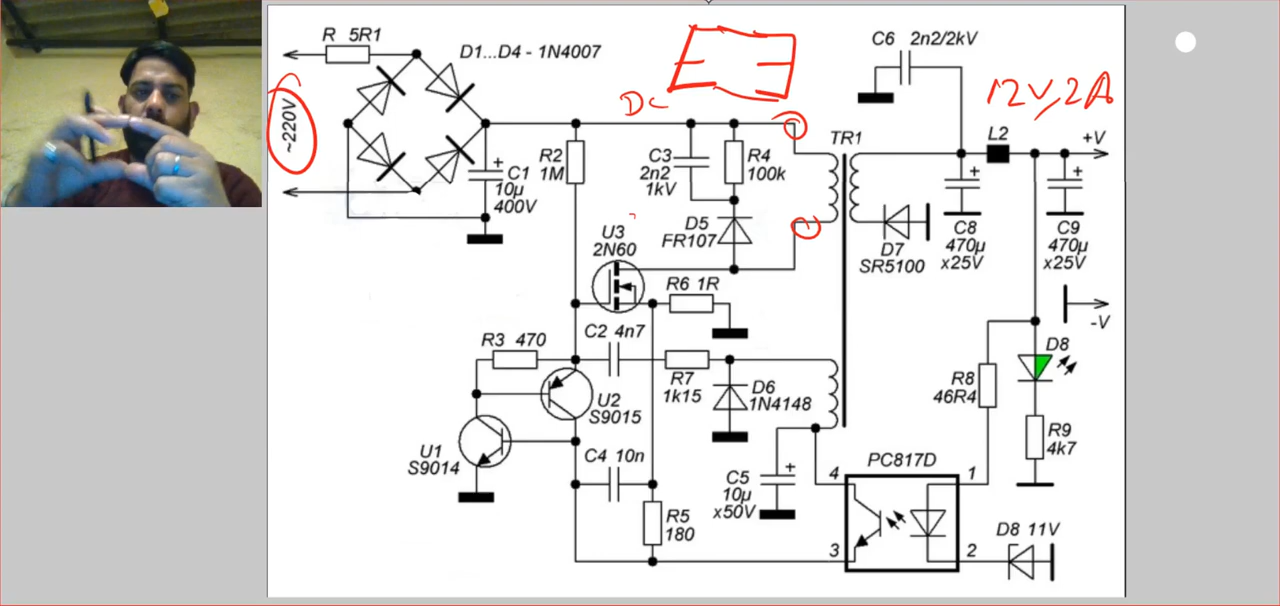 R 5R1
D1...D4 - 1N4007
~220V
DC
C6 2n2/2kV
12V,2A
L2
+V
R2
1M
C3
2n2
1kV
R4
100k
TR1
+
C1
10µ
400V
D5
FR107
U3
2N60
R6 1R
D7
SR5100
+
C8
470µ
x25V
+
C9
470µ
x25V
-V
R3 470
C2 4n7
R7
1k15
D6
1N4148
U2
S9015
D8
R8
46R4
R9
4k7
U1
S9014
C4 10n
+
C5
10µ
x50V
R5
180
PC817D
4
1
3
2
D8 11V